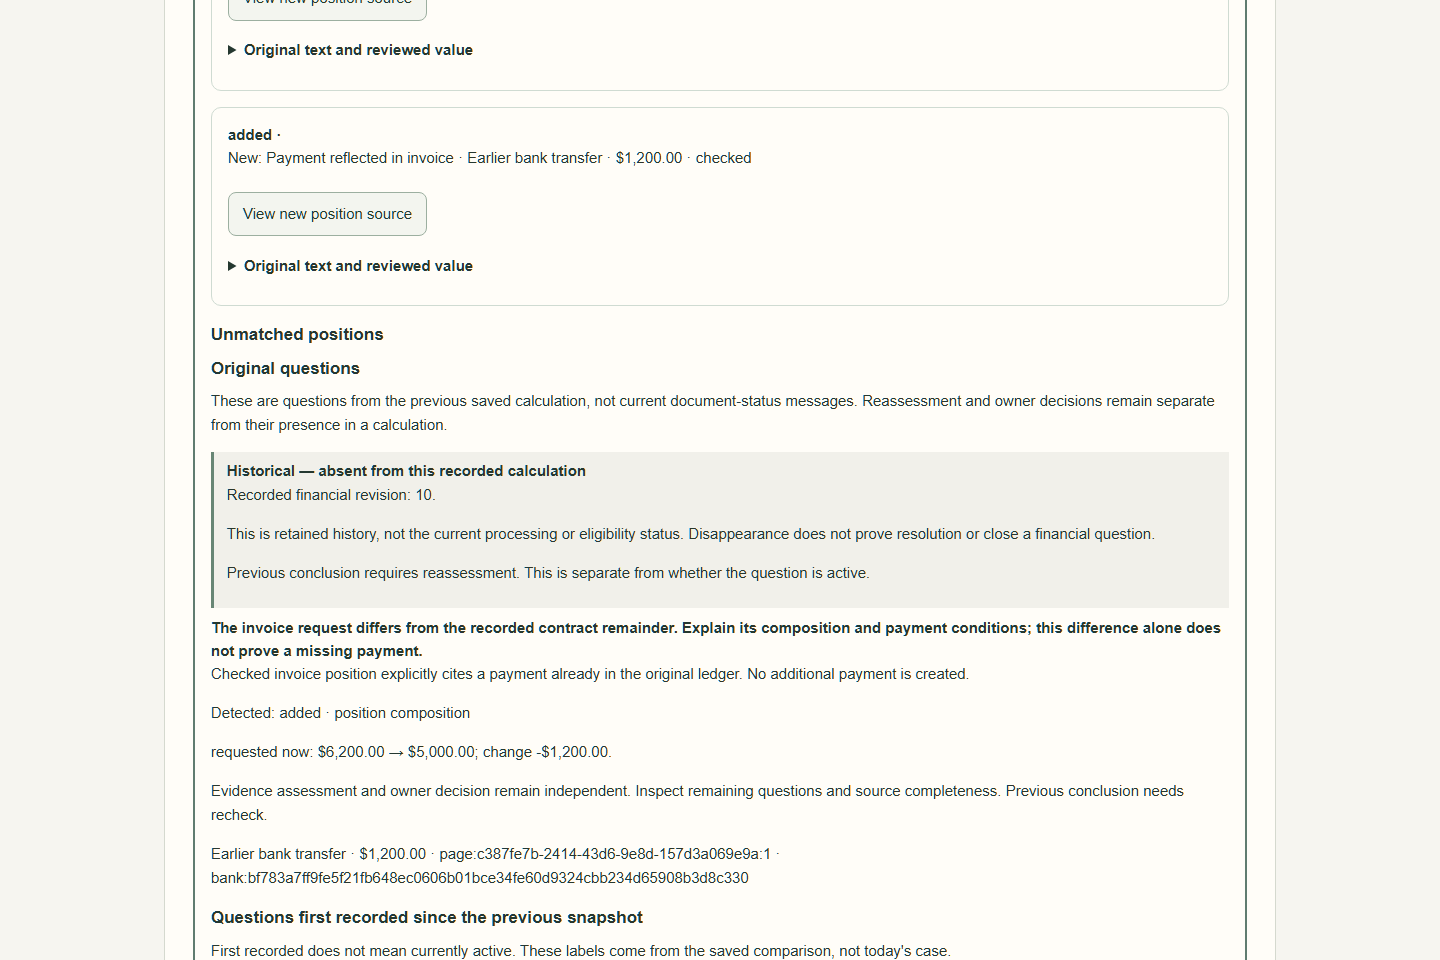 View new position source
▶ Original text and reviewed value
added ·
New: Payment reflected in invoice · Earlier bank transfer · $1,200.00 · checked
View new position source
▶ Original text and reviewed value
Unmatched positions
Original questions
These are questions from the previous saved calculation, not current document-status messages. Reassessment and owner decisions remain separate
from their presence in a calculation.
Historical — absent from this recorded calculation
Recorded financial revision: 10.
This is retained history, not the current processing or eligibility status. Disappearance does not prove resolution or close a financial question.
Previous conclusion requires reassessment. This is separate from whether the question is active.
The invoice request differs from the recorded contract remainder. Explain its composition and payment conditions; this difference alone does
not prove a missing payment.
Checked invoice position explicitly cites a payment already in the original ledger. No additional payment is created.
Detected: added · position composition
requested now: $6,200.00 → $5,000.00; change -$1,200.00.
Evidence assessment and owner decision remain independent. Inspect remaining questions and source completeness. Previous conclusion needs
recheck.
Earlier bank transfer · $1,200.00 · page:c387fe7b-2414-43d6-9e8d-157d3a069e9a:1 ·
bank:bf783a7ff9fe5f21fb648ec0606b01bce34fe60d9324cbb234d65908b3d8c330
Questions first recorded since the previous snapshot
First recorded does not mean currently active. These labels come from the saved comparison, not today's case.